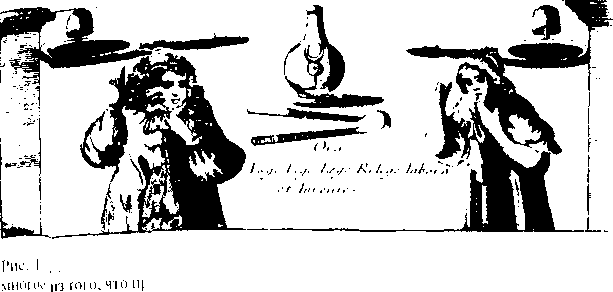 Ora
Lege Lege Lege Relege labora
et Invenies
Рис. 1
многое из того, что